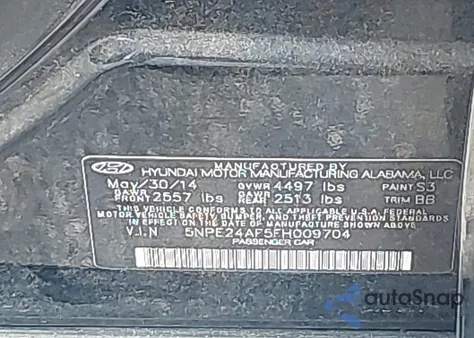 MANUFACTURED BY
HYUNDAI MOTOR MANUFACTURING ALABAMA, LLC
May/30/14 GVWR 4497 lbs PAINT S3
GAWR FRONT 2557 lbs GAWR REAR 2513 lbs TRIM BB
THIS VEHICLE CONFORMS TO ALL APPLICABLE U.S.A. FEDERAL
MOTOR VEHICLE SAFETY, BUMPER, AND THEFT PREVENTION STANDARDS
IN EFFECT ON THE DATE OF MANUFACTURE SHOWN ABOVE
V.I.N 5NPE24AF5FH009704
PASSENGER CAR
autoSnap